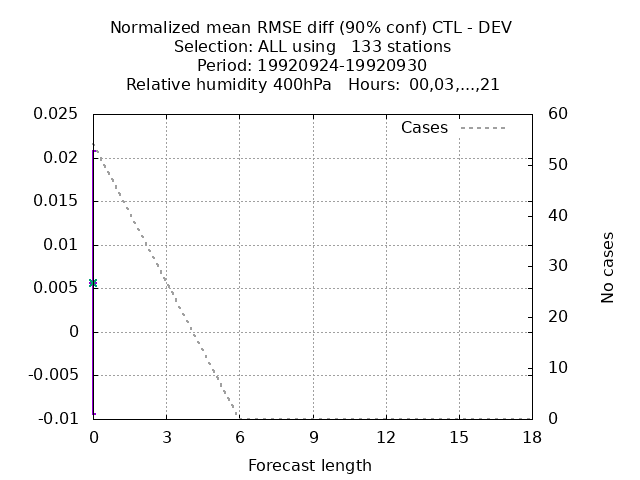 Normalized mean RMSE diff (90% conf) CTL - DEV
Selection: ALL using   133 stations
Period: 19920924-19920930
Relative humidity 400hPa   Hours: 00,03,...,21
Cases
0.025
0.02
0.015
0.01
0.005
0
-0.005
-0.01
60
50
40
30
20
10
0
No cases
0 3 6 9 12 15 18
Forecast length